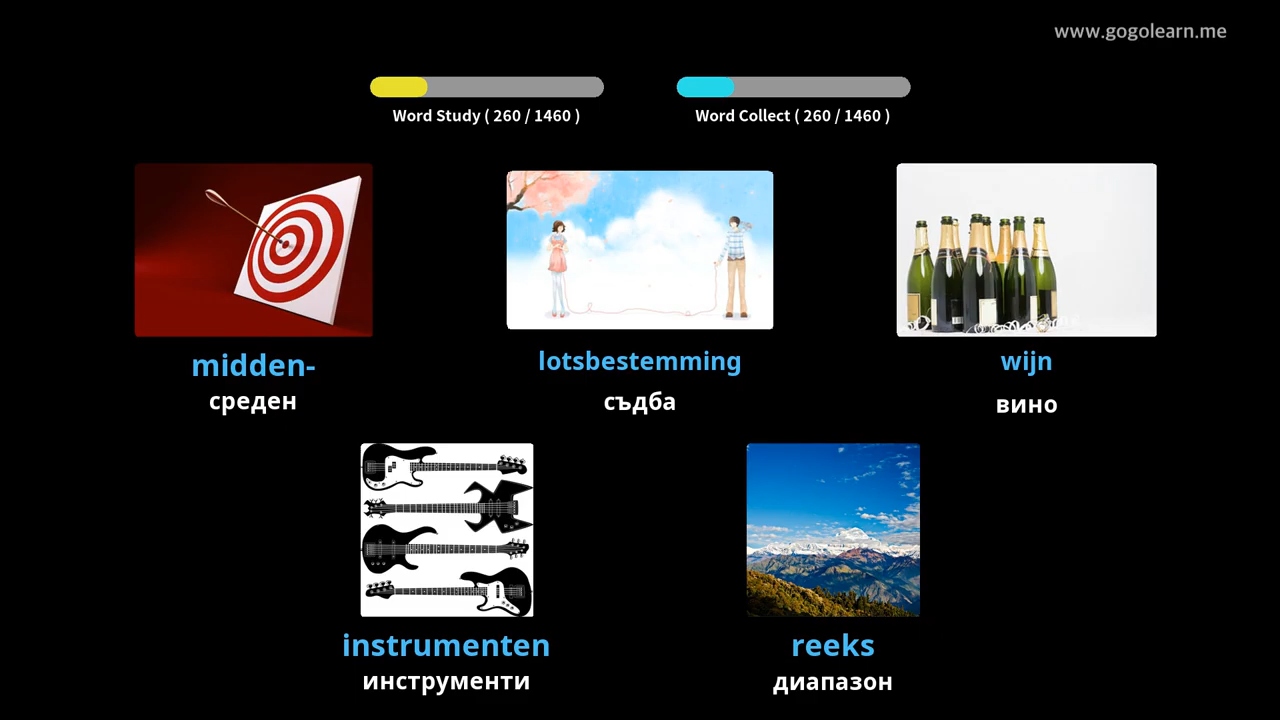 www.gogolearn.me
Word Study ( 260 / 1460 )
Word Collect ( 260 / 1460 )
midden-
среден
lotsbestemming
съдба
wijn
вино
instrumenten
инструменти
reeks
диапазон